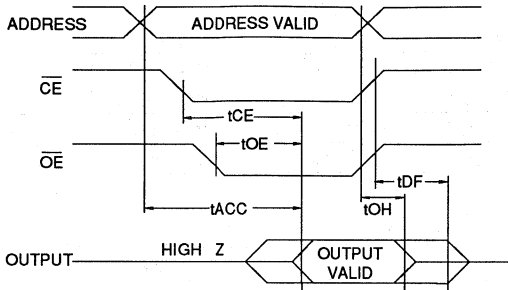 ADDRESS
ADDRESS VALID
CE
tCE
OE
tOE
tDF
tACC
tOH
OUTPUT
HIGH Z
OUTPUT
VALID